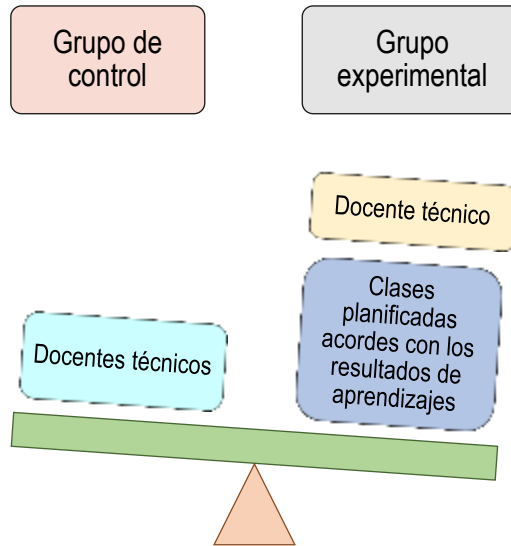 Grupo de
control
Grupo
experimental
Docente técnico
Clases
planificadas
acordes con los
resultados de
aprendizajes
Docentes técnicos